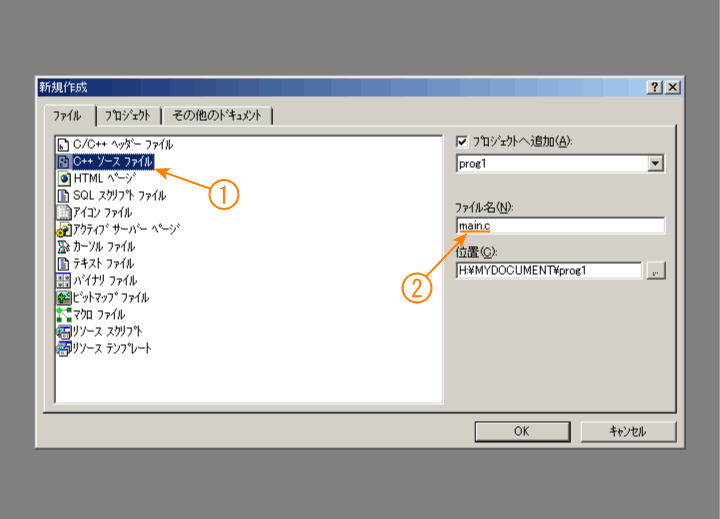 新規作成
ファイル プロジェクト その他のドキュメント
C/C++ ヘッダー ファイル
C++ ソース ファイル
HTML ページ
SQL スクリプト ファイル
アイコン ファイル
アクティブ サーバー ページ
カーソル ファイル
テキスト ファイル
バイナリ ファイル
ビットマップ ファイル
マクロ ファイル
リソース スクリプト
リソース テンプレート
①
プロジェクトへ追加(A):
prog1
ファイル名(N):
main.c
②
位置(C):
H:¥MYDOCUMENT¥prog1
...
OK キャンセル